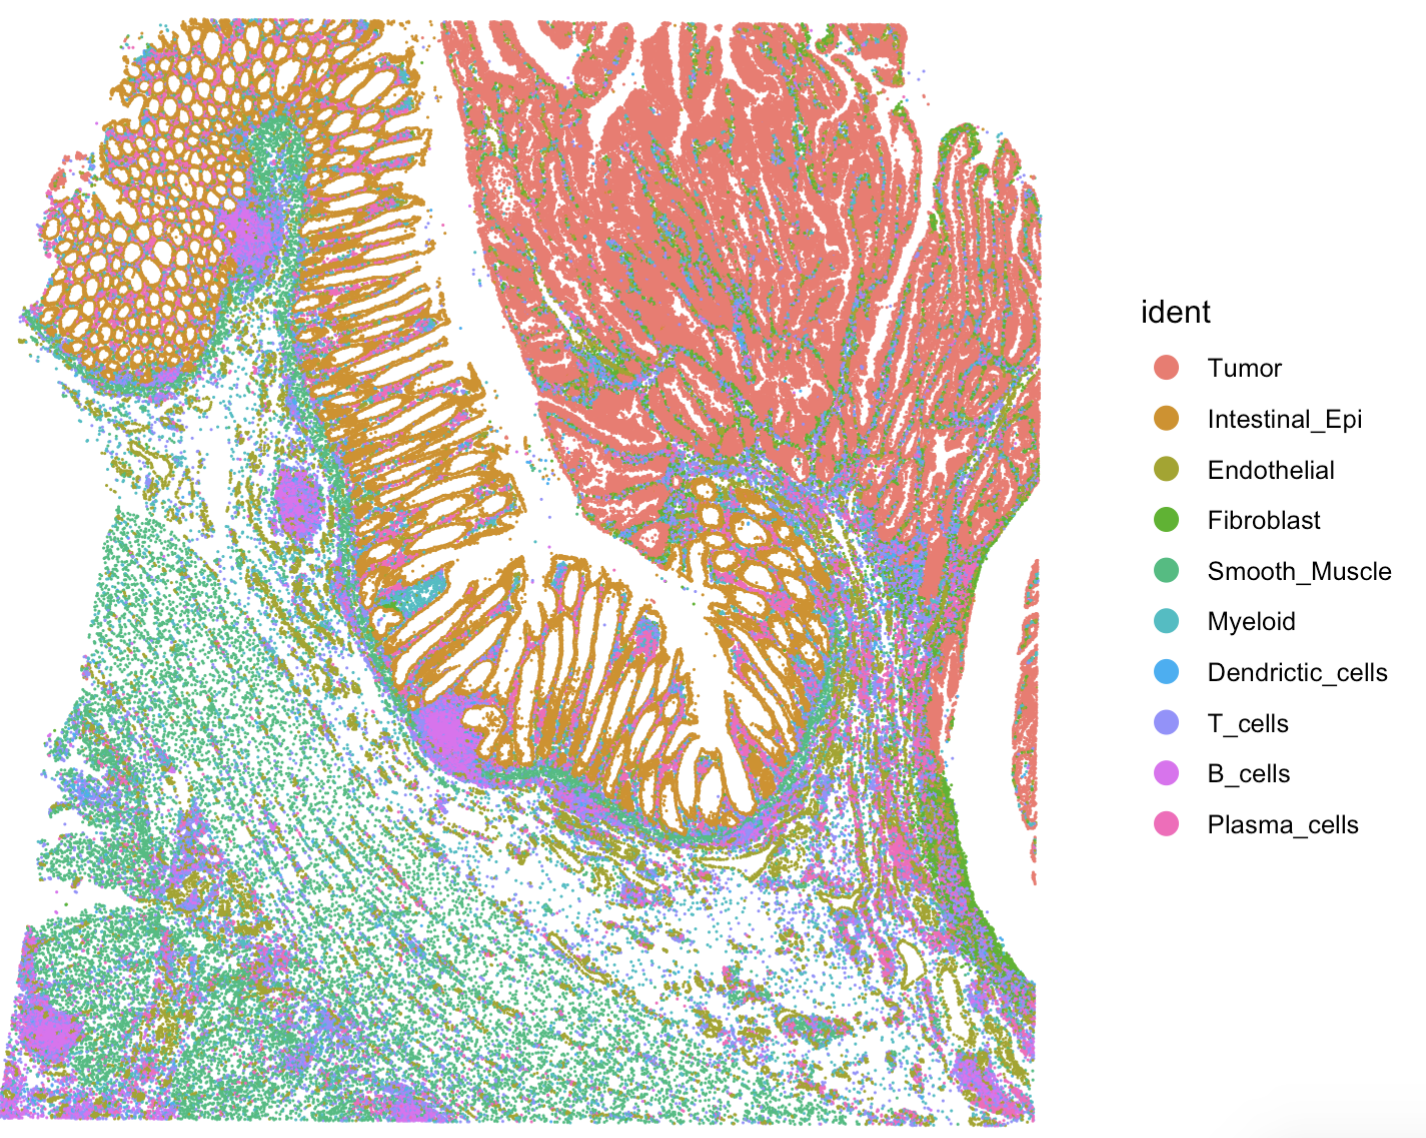 ident
Tumor
Intestinal_Epi
Endothelial
Fibroblast
Smooth_Muscle
Myeloid
Dendrictic_cells
T_cells
B_cells
Plasma_cells